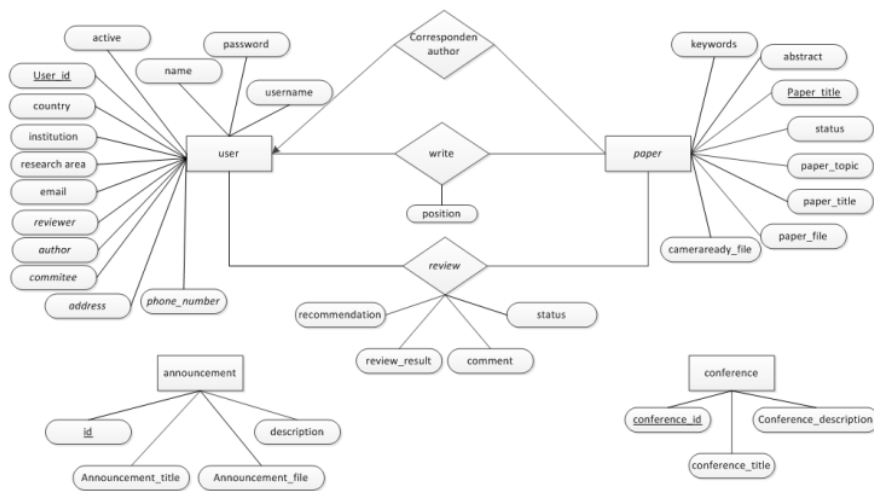 active
password
Corresponden
author
keywords
abstract
User_id
name
Paper_title
country
username
status
institution
user
write
paper
paper_topic
research area
email
position
paper_title
reviewer
author
cameraready_file
paper_file
commitee
review
address
phone_number
recommendation
status
review_result
comment
announcement
conference
id
description
conference_id
Conference_description
Announcement_title
Announcement_file
conference_title